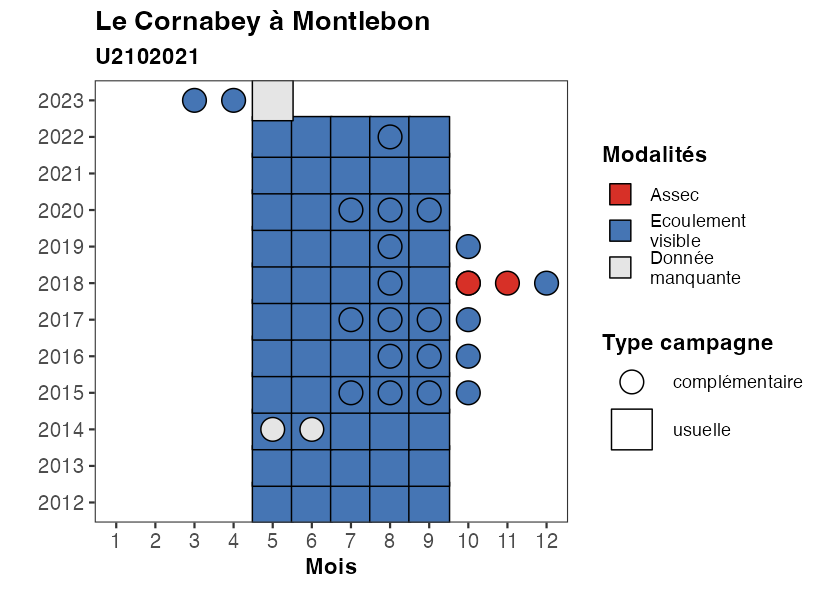 Le Cornabey à Montlebon
U2102021
2023
2022
2021
2020
2019
2018
2017
2016
2015
2014
2013
2012
1 2 3 4 5 6 7 8 9 10 11 12
Mois
Modalités
Assec
Ecoulement
visible
Donnée
manquante
Type campagne
complémentaire
usuelle